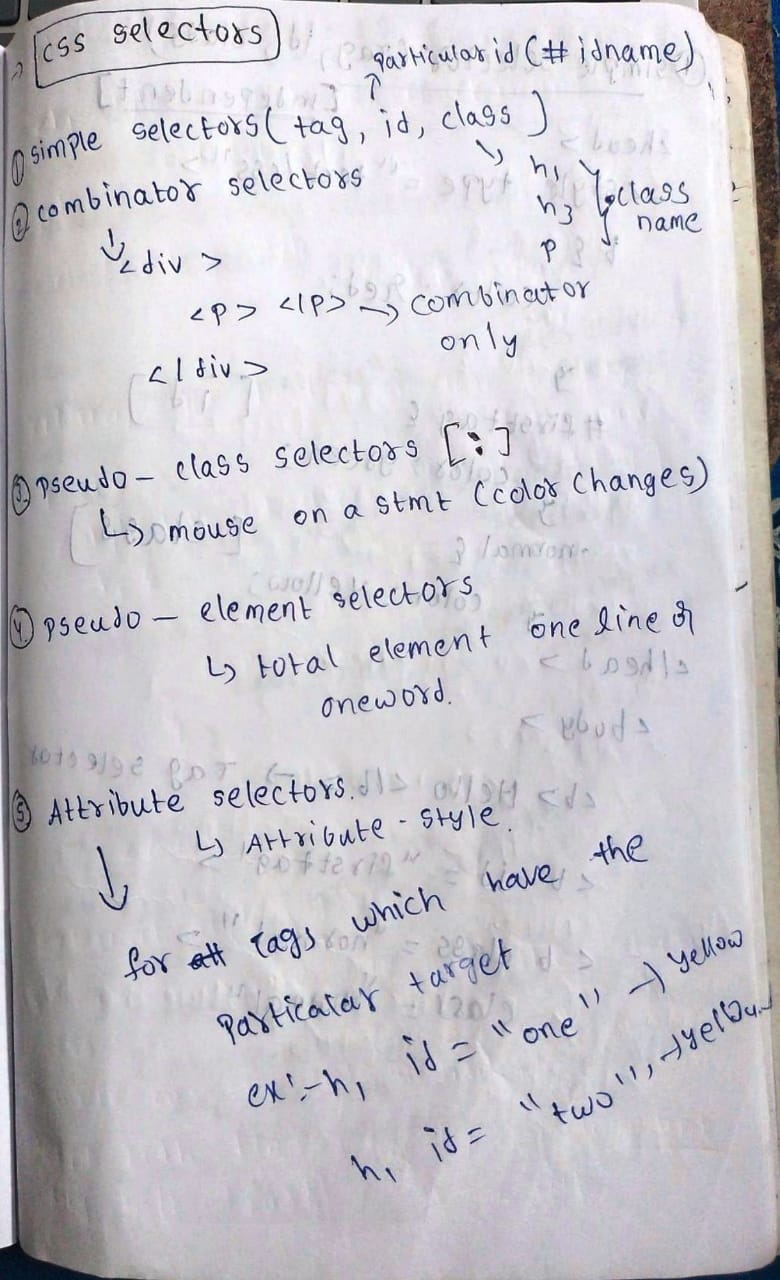 CSS selectors
particular id (# idname)
① simple selectors( tag, id, class )
h1
h3
p
class name
② combinator selectors
<div>
<p> </p> → combinator
only
</div>
③ pseudo - class selectors [:]
↳ mouse on a stmt (color changes)
④ pseudo - element selectors
↳ total element one line or
oneword.
⑤ Attribute selectors.
↳ Attribute - style.
for tags which have the
Particalar target
ex:- h1 id = "one" → yellow
h1 id = "two", → yellow